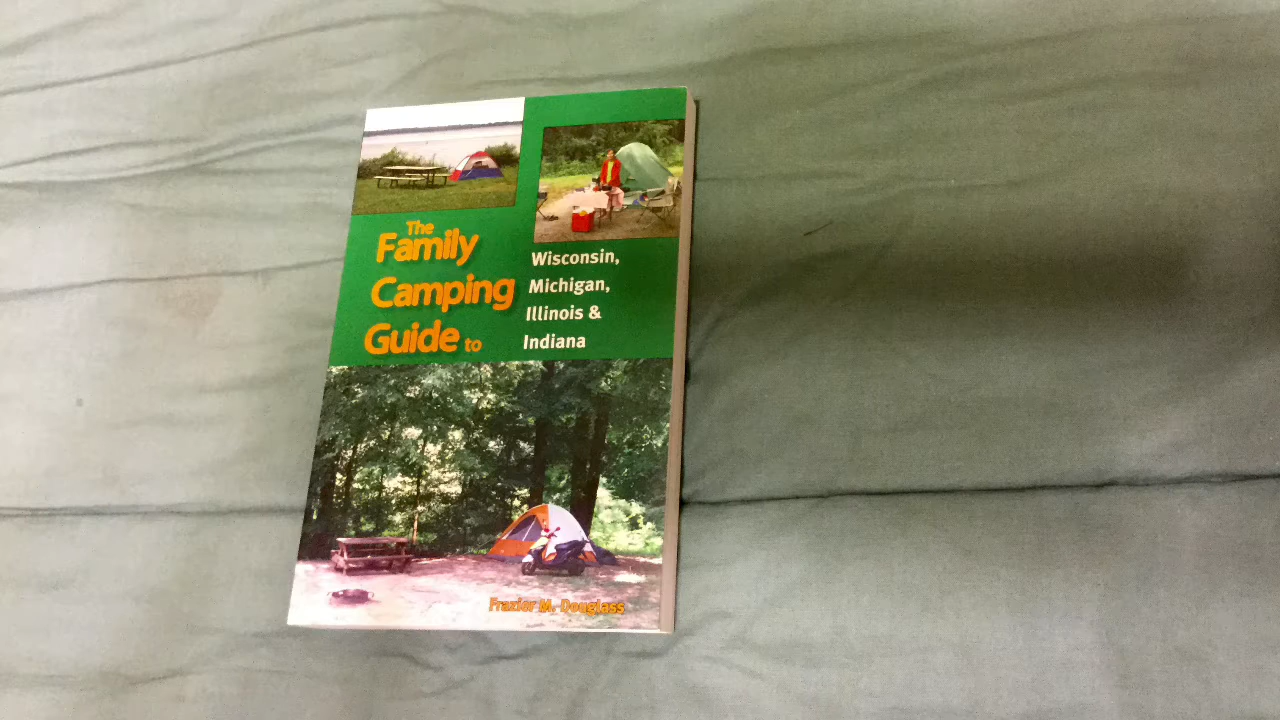 The
Family
Camping
Guide to
Wisconsin,
Michigan,
Illinois &
Indiana
Frazier M. Douglass